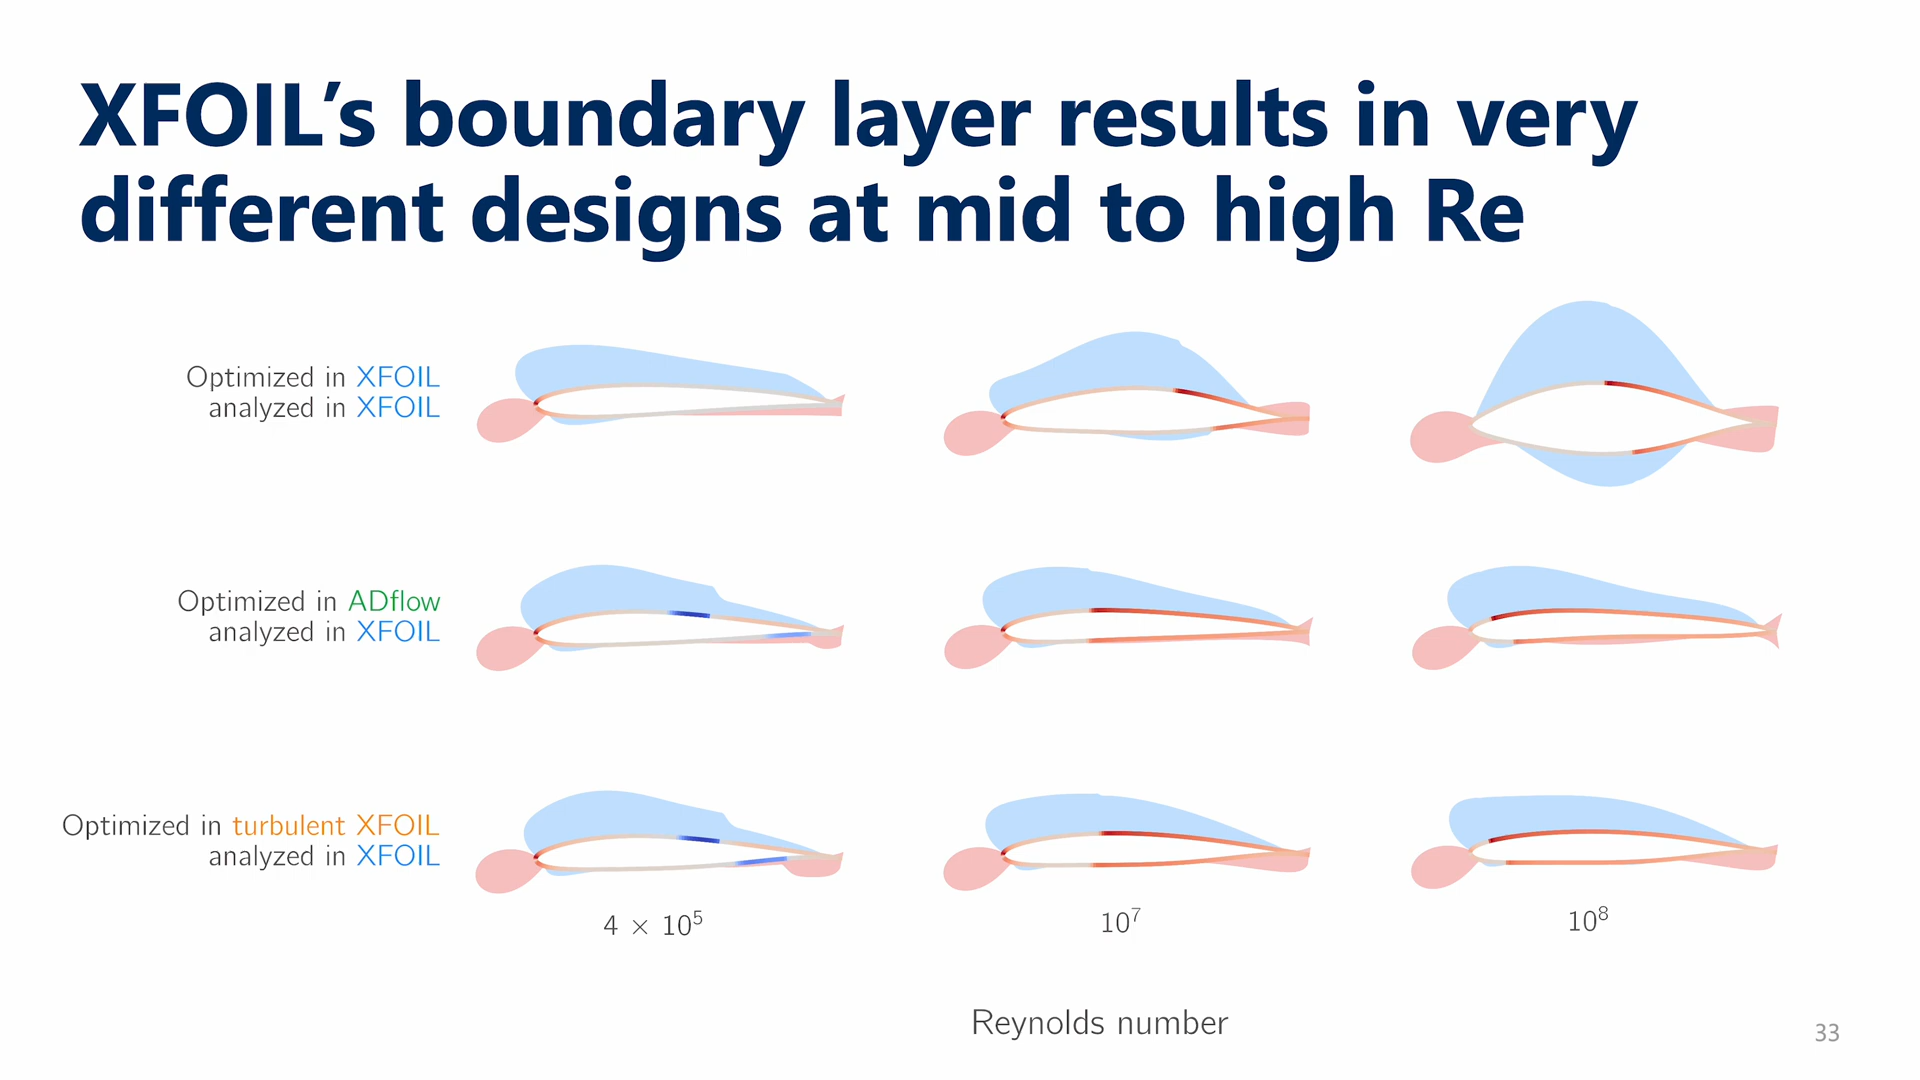 XFOIL’s boundary layer results in very
different designs at mid to high Re
Optimized in XFOIL
analyzed in XFOIL
Optimized in ADflow
analyzed in XFOIL
Optimized in turbulent XFOIL
analyzed in XFOIL
4 × 10⁵
10⁷
10⁸
Reynolds number
33